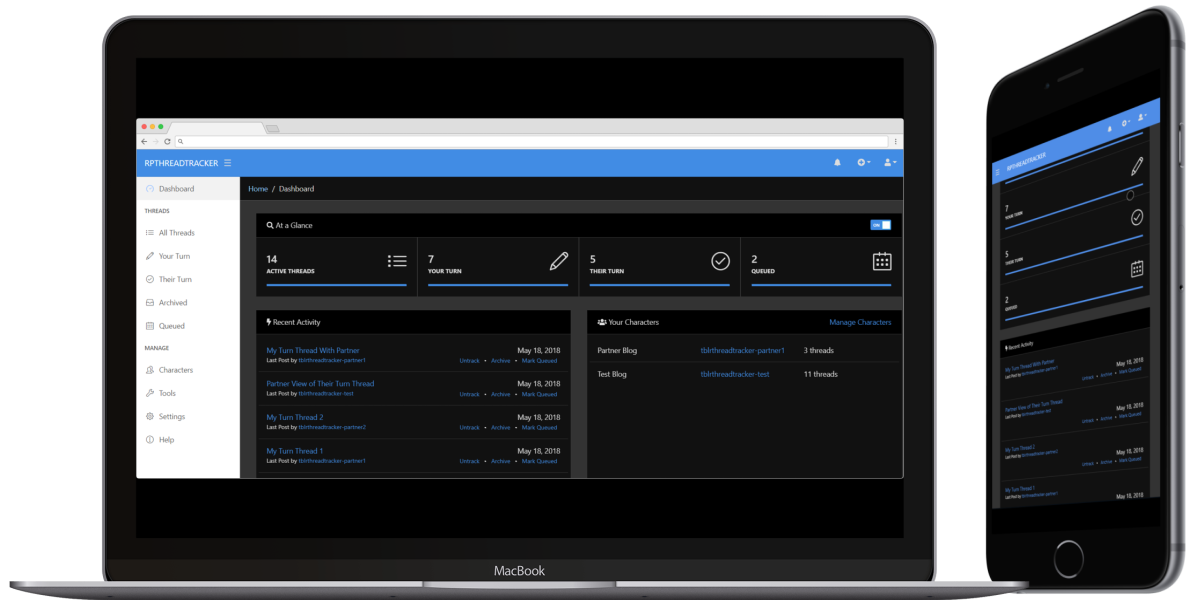 RPTHREADTRACKER
Dashboard
THREADS
All Threads
Your Turn
Their Turn
Archived
Queued
MANAGE
Characters
Tools
Settings
Help
Home / Dashboard
At a Glance
ON
14
ACTIVE THREADS
7
YOUR TURN
5
THEIR TURN
2
QUEUED
Recent Activity
My Turn Thread With Partner May 18, 2018
Last Post by tblrthreadtracker-partner1 Untrack • Archive • Mark Queued
Partner View of Their Turn Thread May 18, 2018
Last Post by tblrthreadtracker-test Untrack • Archive • Mark Queued
My Turn Thread 2 May 18, 2018
Last Post by tblrthreadtracker-partner2 Untrack • Archive • Mark Queued
My Turn Thread 1 May 18, 2018
Last Post by tblrthreadtracker-partner1 Untrack • Archive • Mark Queued
Your Characters Manage Characters
Partner Blog tblrthreadtracker-partner1 3 threads
Test Blog tblrthreadtracker-test 11 threads
MacBook
RPTHREADTRACKER
7
YOUR TURN
5
THEIR TURN
2
QUEUED
Recent Activity
My Turn Thread With Partner May 18, 2018
Last Post by tblrthreadtracker-partner1 Untrack • Archive • Mark Queued
Partner View of Their Turn Thread May 18, 2018
Last Post by tblrthreadtracker-test Untrack • Archive • Mark Queued
My Turn Thread 2 May 18, 2018
Last Post by tblrthreadtracker-partner2 Untrack • Archive • Mark Queued
My Turn Thread 1 May 18, 2018
Last Post by tblrthreadtracker-partner1